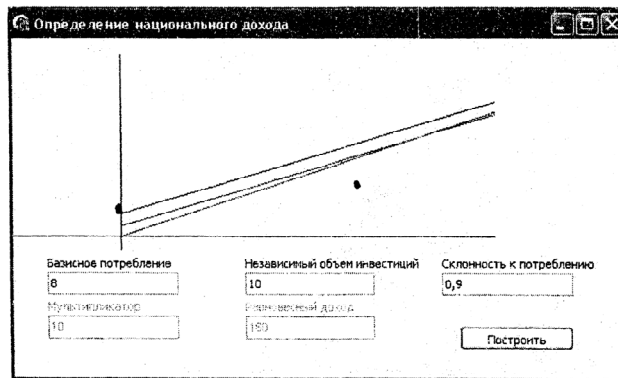 Определение национального дохода
Базисное потребление Независимый объем инвестиций Склонность к потреблению
8 10 0,9
Мультипликатор Равновесный доход
10 180
Построить